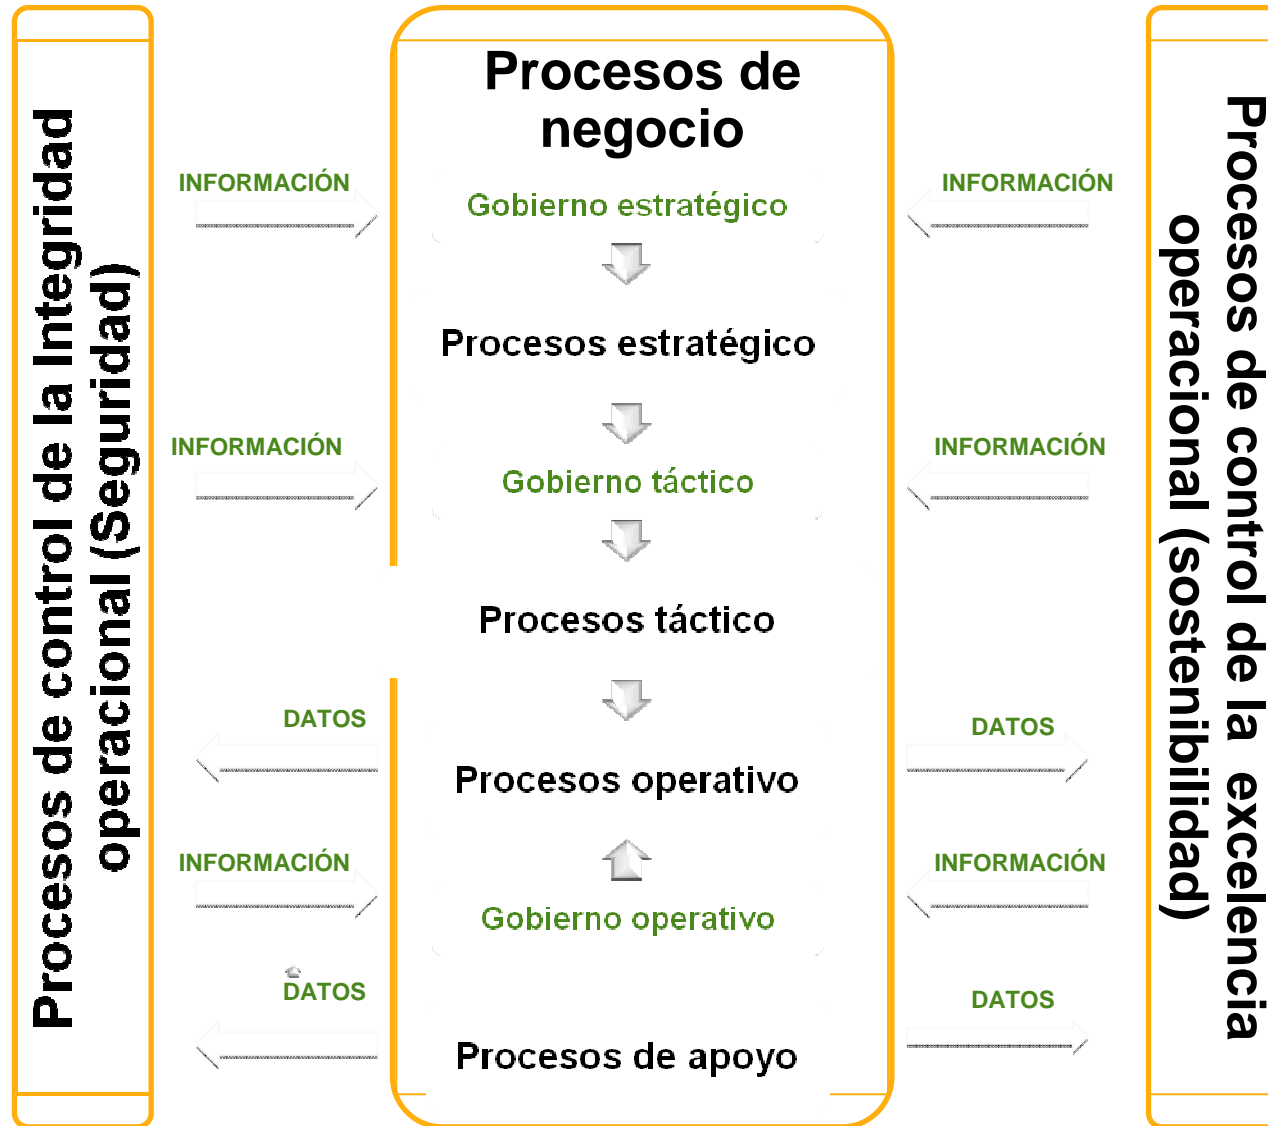 Procesos de control de la Integridad
operacional (Seguridad)
INFORMACIÓN
INFORMACIÓN
DATOS
INFORMACIÓN
DATOS
Procesos de
negocio
Gobierno estratégico
Procesos estratégico
Gobierno táctico
Procesos táctico
Procesos operativo
Gobierno operativo
Procesos de apoyo
INFORMACIÓN
INFORMACIÓN
DATOS
INFORMACIÓN
DATOS
Procesos de control de la excelencia
operacional (sostenibilidad)